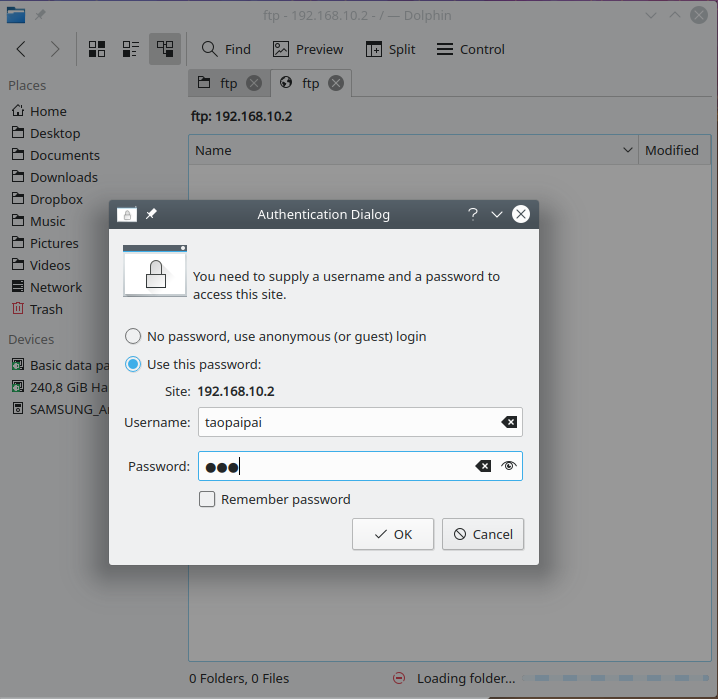 ftp - 192.168.10.2 - / — Dolphin
Find Preview Split Control
Places
ftp ftp
Home
ftp: 192.168.10.2
Desktop
Name Modified
Documents
Downloads
Dropbox
Music
Pictures
Videos
Network
Trash
Devices
Basic data pa
240,8 GiB Ha
SAMSUNG_A
Authentication Dialog
You need to supply a username and a password to
access this site.
No password, use anonymous (or guest) login
Use this password:
Site: 192.168.10.2
Username: taopaipai
Password:
Remember password
OK Cancel
0 Folders, 0 Files Loading folder...